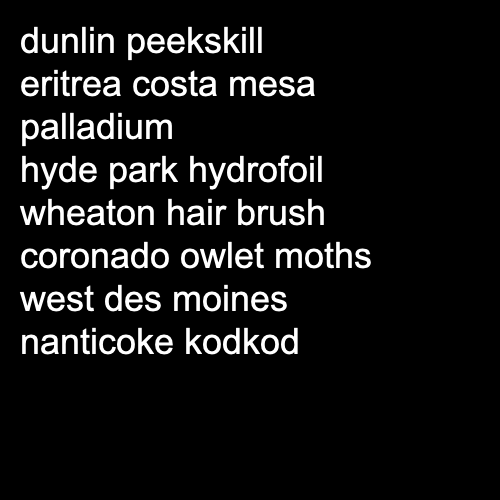 dunlin peekskill
eritrea costa mesa
palladium
hyde park hydrofoil
wheaton hair brush
coronado owlet moths
west des moines
nanticoke kodkod